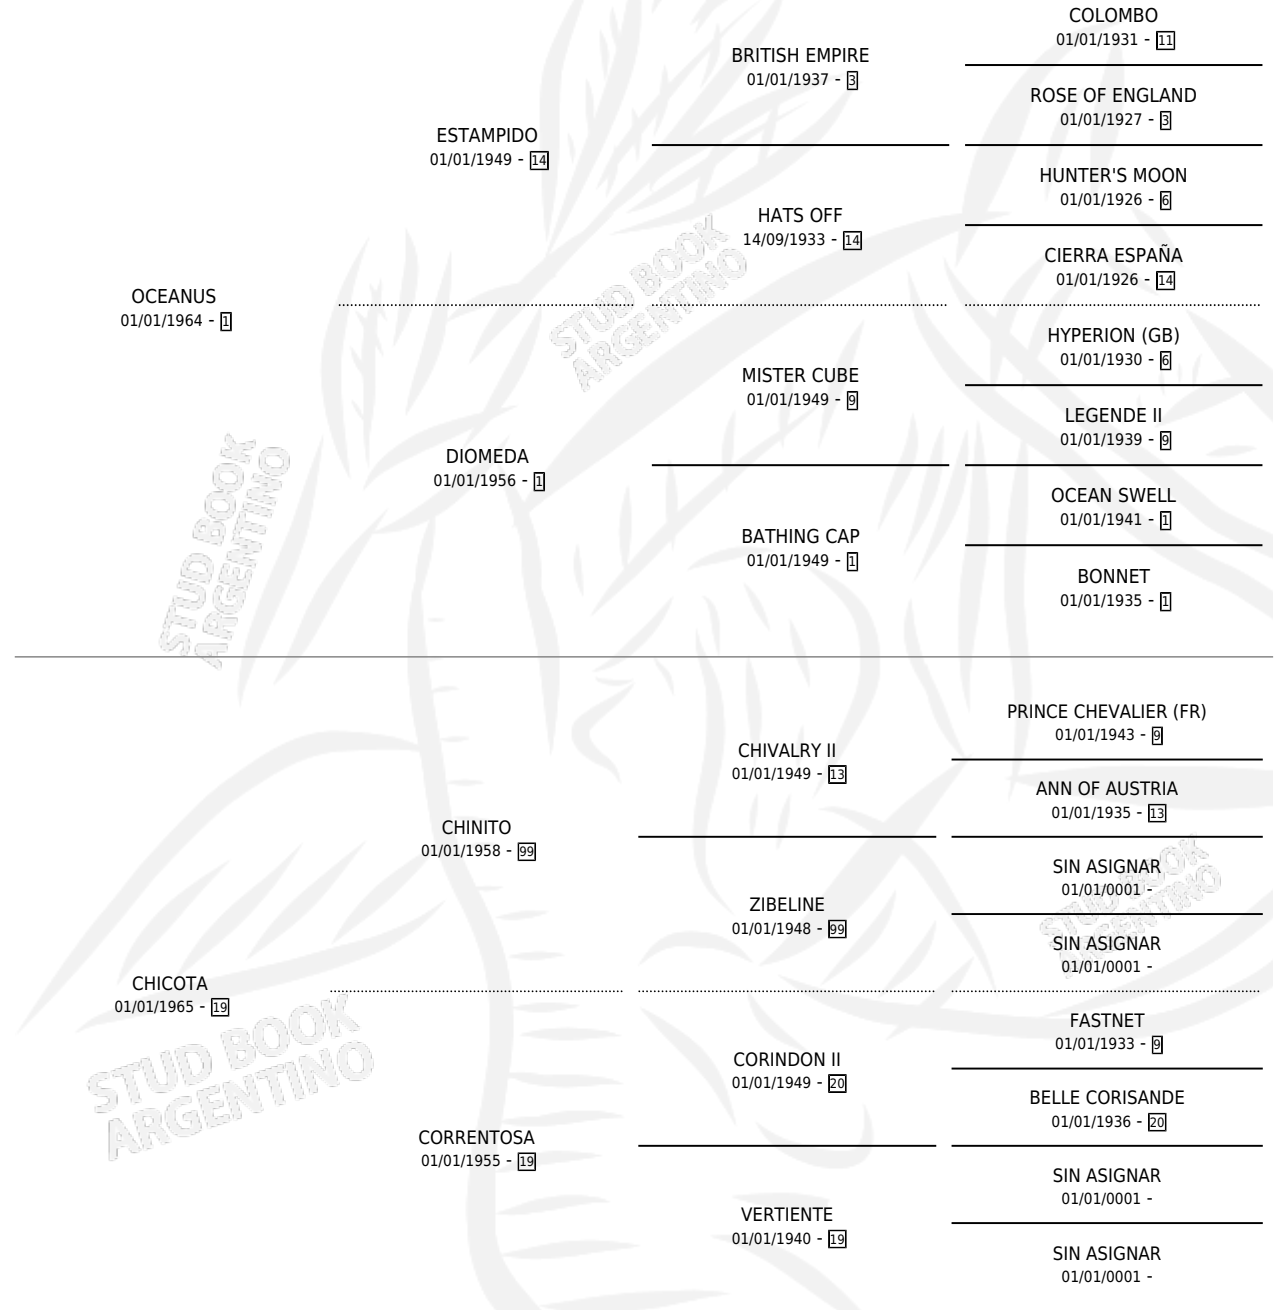 COLOMBO
01/01/1931 - 11
BRITISH EMPIRE
01/01/1937 - 3
ROSE OF ENGLAND
01/01/1927 - 3
ESTAMPIDO
01/01/1949 - 14
HUNTER'S MOON
01/01/1926 - 6
HATS OFF
14/09/1933 - 14
CIERRA ESPAÑA
01/01/1926 - 14
OCEANUS
01/01/1964 - 1
HYPERION (GB)
01/01/1930 - 6
MISTER CUBE
01/01/1949 - 9
LEGENDE II
01/01/1939 - 9
DIOMEDA
01/01/1956 - 1
OCEAN SWELL
01/01/1941 - 1
BATHING CAP
01/01/1949 - 1
BONNET
01/01/1935 - 1
STUD BOOK
ARGENTINO
STUD BOOK
ARGENTINO
PRINCE CHEVALIER (FR)
01/01/1943 - 9
CHIVALRY II
01/01/1949 - 13
ANN OF AUSTRIA
01/01/1935 - 13
CHINITO
01/01/1958 - 99
SIN ASIGNAR
01/01/0001 -
ZIBELINE
01/01/1948 - 99
SIN ASIGNAR
01/01/0001 -
STUD BOOK
ARGENTINO
CHICOTA
01/01/1965 - 19
FASTNET
01/01/1933 - 9
CORINDON II
01/01/1949 - 20
BELLE CORISANDE
01/01/1936 - 20
STUD BOOK
ARGENTINO
CORRENTOSA
01/01/1955 - 19
SIN ASIGNAR
01/01/0001 -
VERTIENTE
01/01/1940 - 19
SIN ASIGNAR
01/01/0001 -